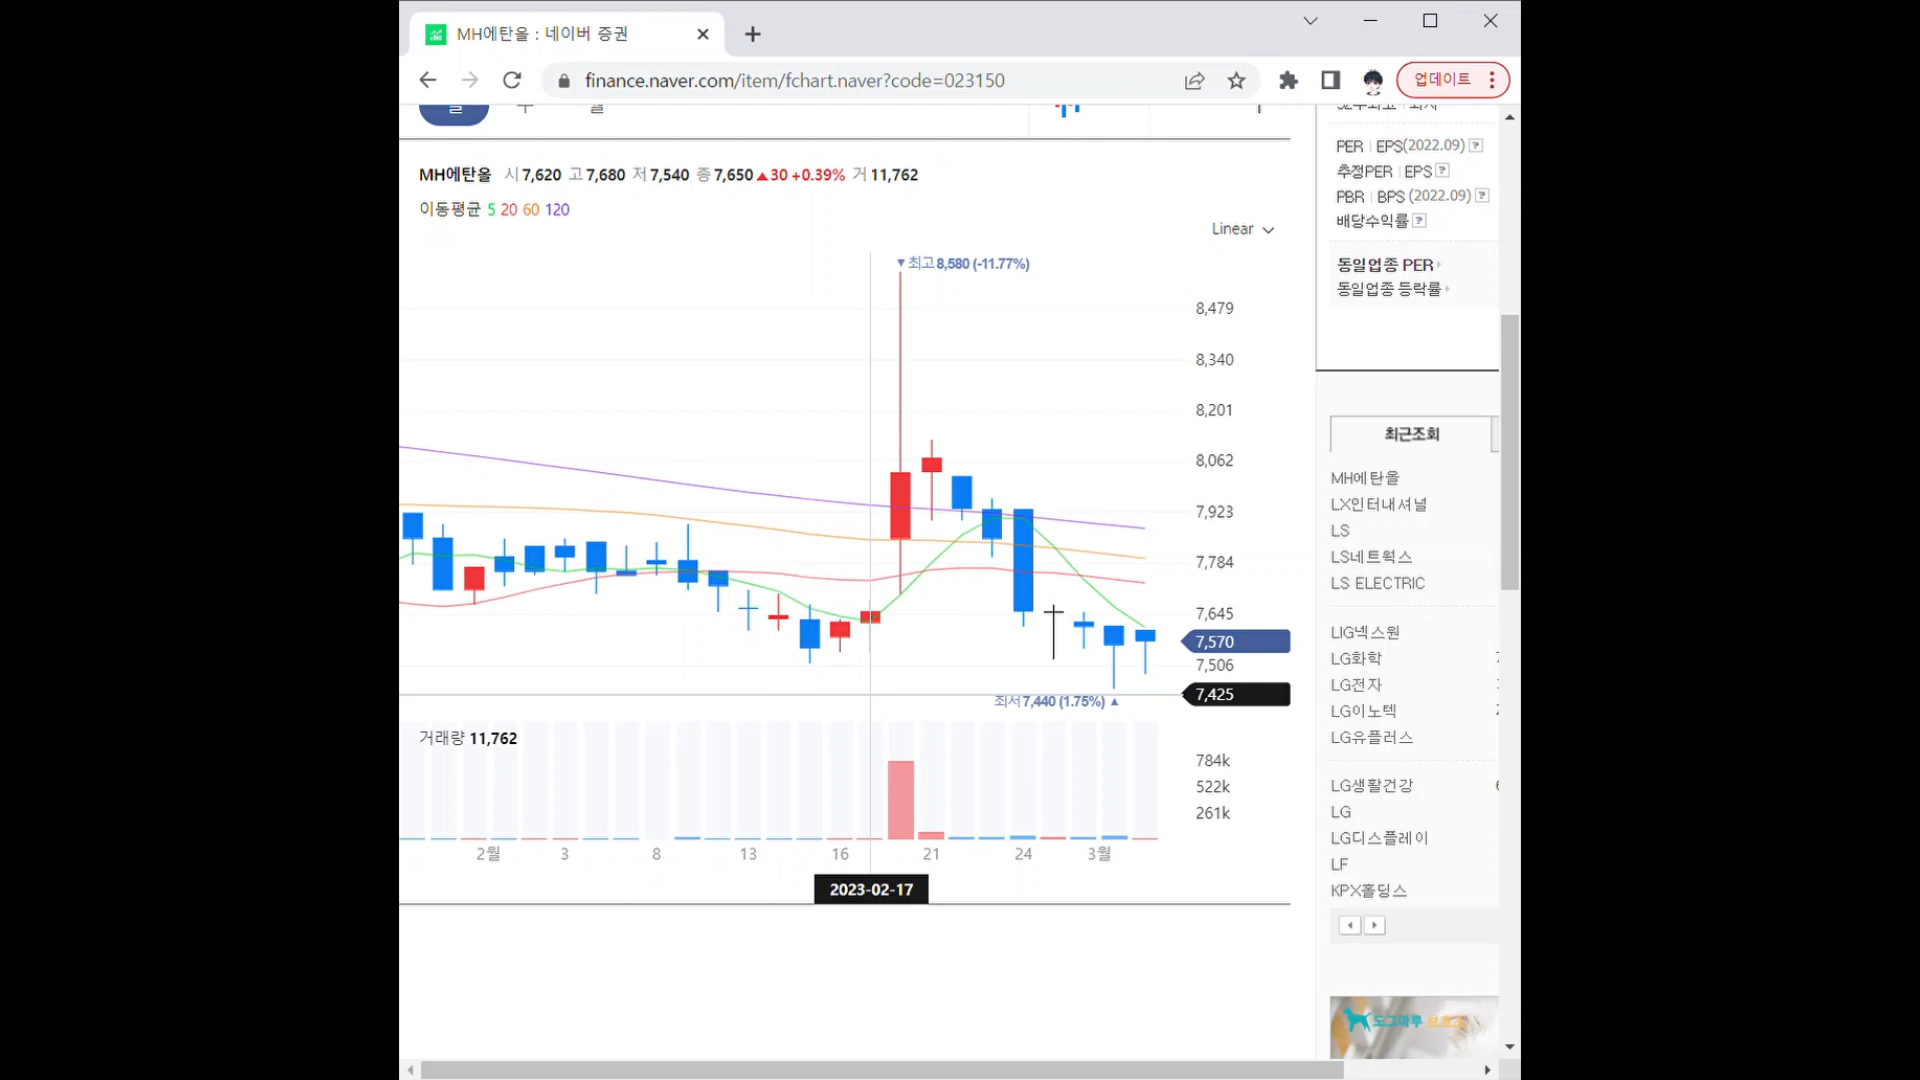 MH에탄올 : 네이버 증권
finance.naver.com/item/fchart.naver?code=023150
업데이트
MH에탄올 시 7,620 고 7,680 저 7,540 종 7,650 ▲30 +0.39% 거 11,762
이동평균 5 20 60 120
Linear
▼최고 8,580 (-11.77%)
8,479
8,340
8,201
8,062
7,923
7,784
7,645
7,570
7,506
7,425
최저 7,440 (1.75%) ▲
거래량 11,762
784k
522k
261k
2월 3 8 13 16 21 24 3월
2023-02-17
PER | EPS(2022.09) ?
추정PER | EPS ?
PBR | BPS (2022.09) ?
배당수익률 ?
동일업종 PER
동일업종 등락률
최근조회
MH에탄올
LX인터내셔널
LS
LS네트웍스
LS ELECTRIC
LIG넥스원
LG화학
LG전자
LG이노텍
LG유플러스
LG생활건강
LG
LG디스플레이
LF
KPX홀딩스
도그마루